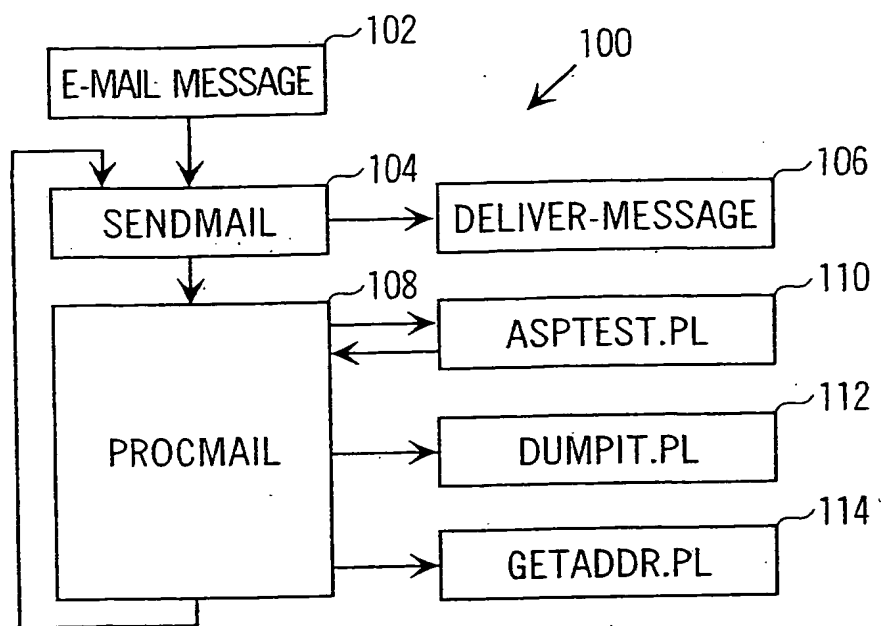 102
100
E-MAIL MESSAGE
104
106
SENDMAIL
DELIVER-MESSAGE
108
110
ASPTEST.PL
112
PROCMAIL
DUMPIT.PL
114
GETADDR.PL